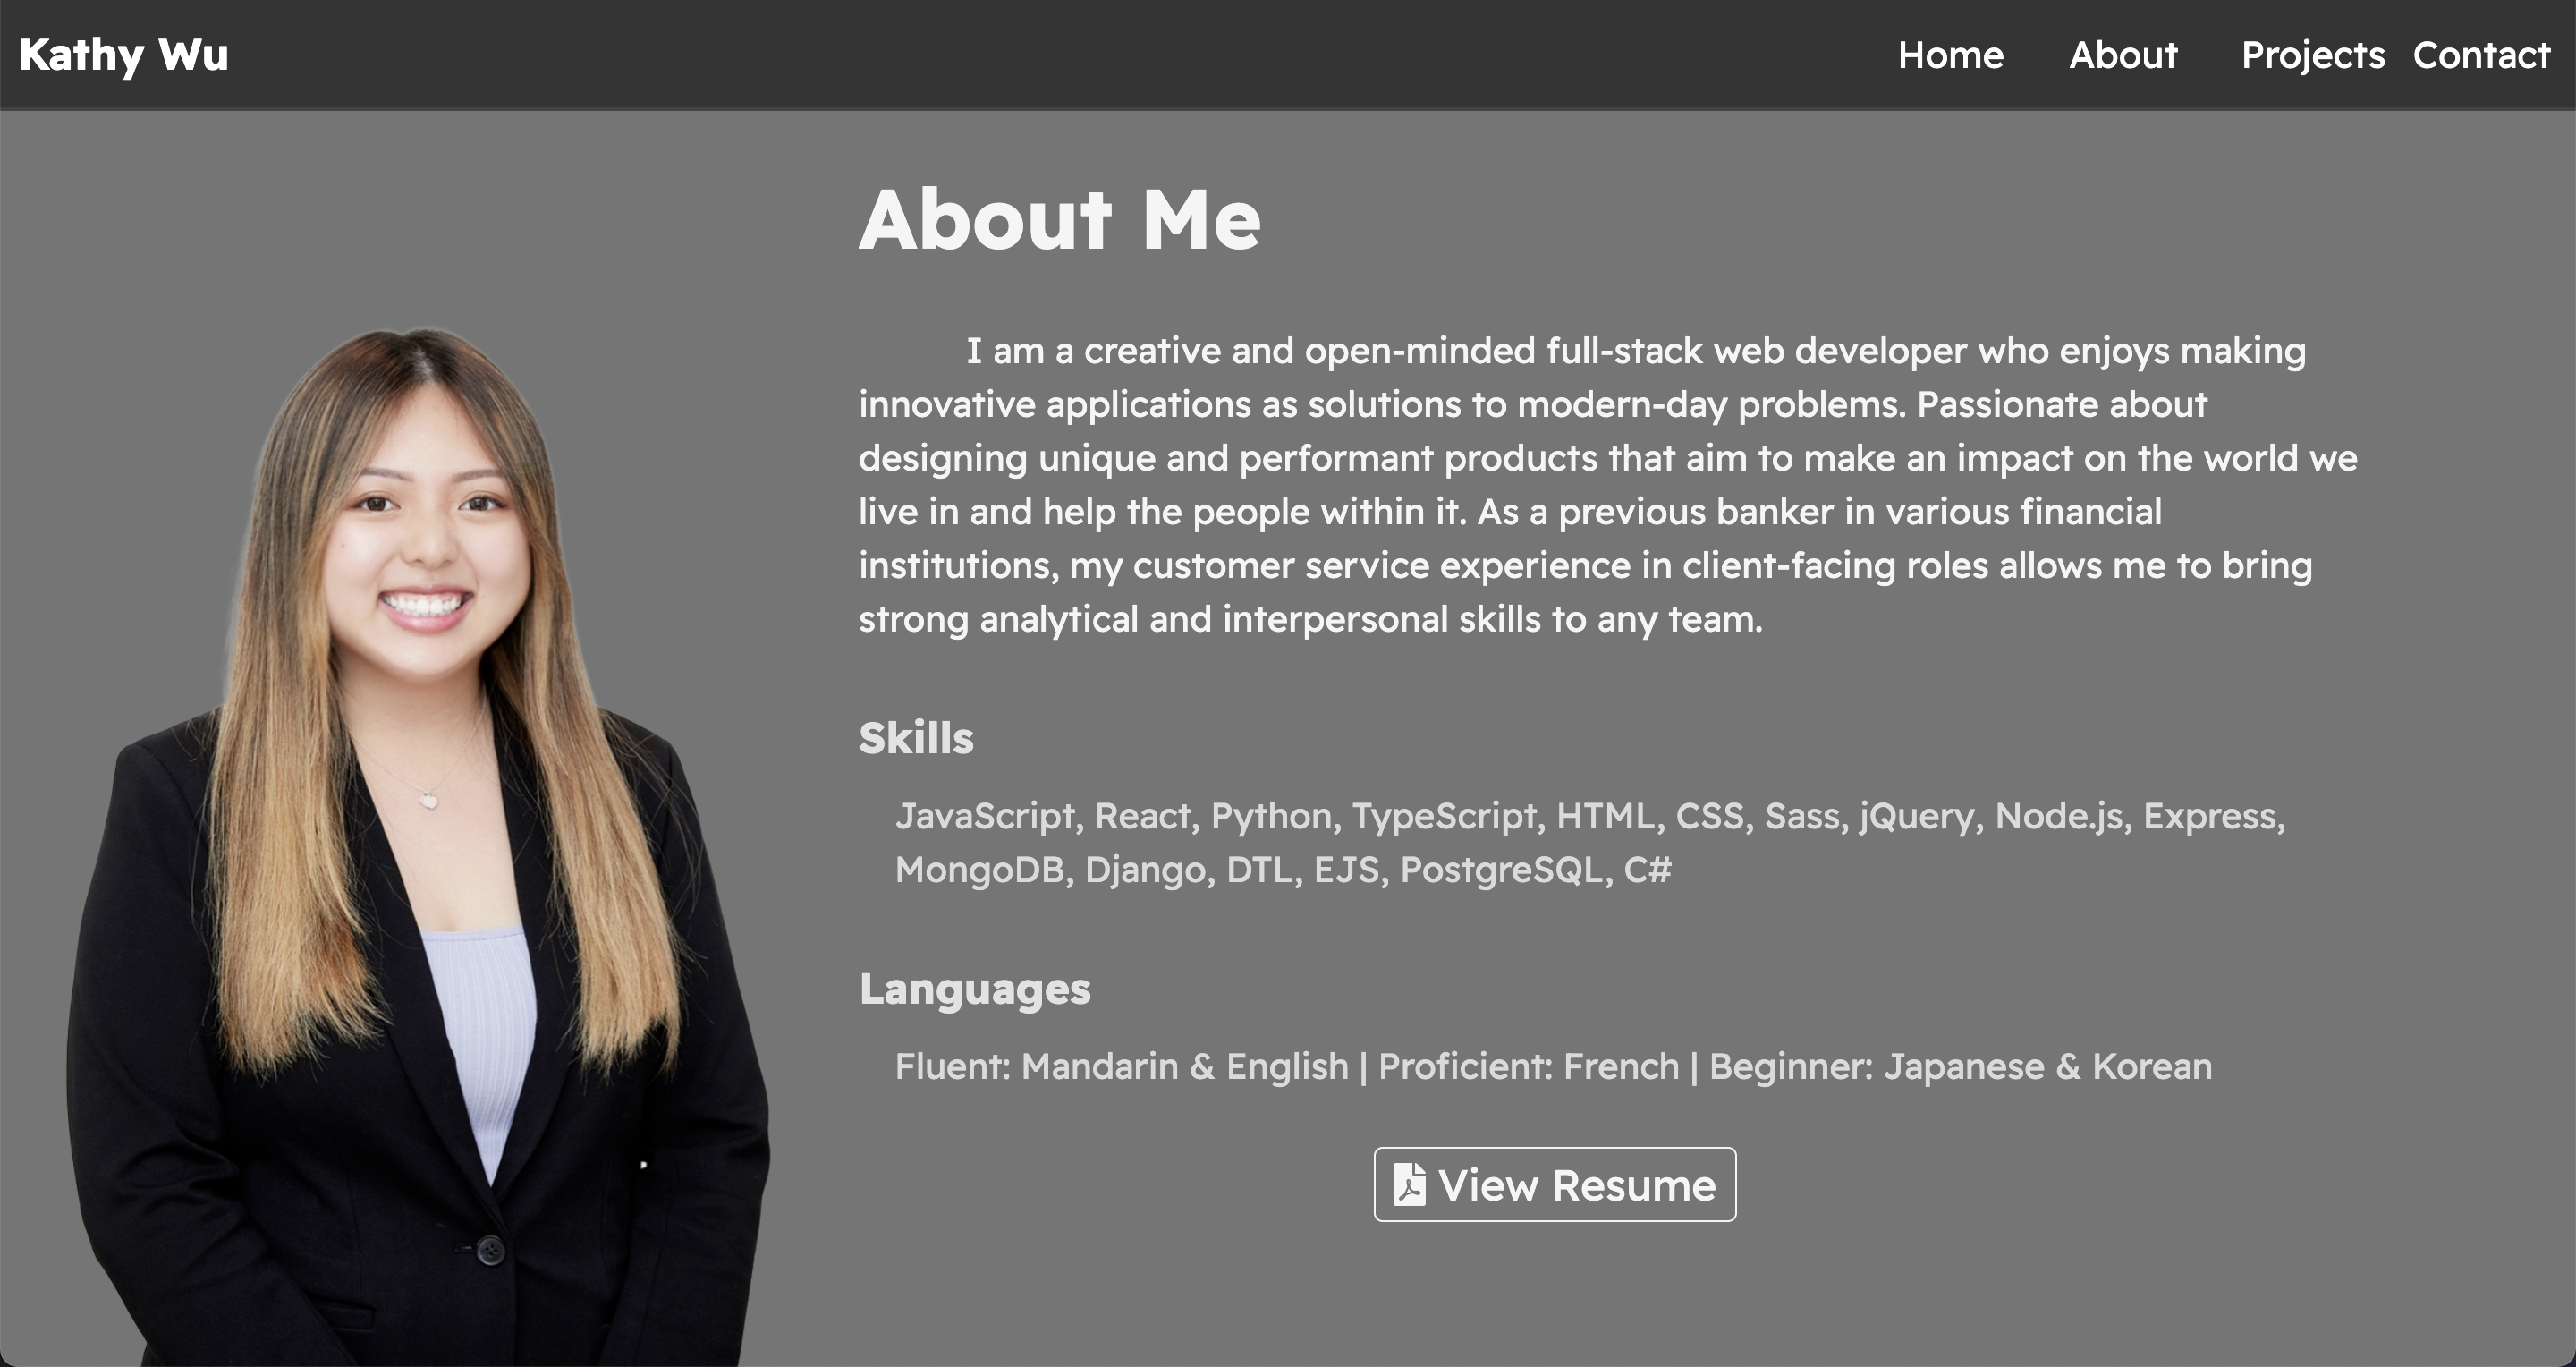 Kathy Wu
Home About Projects Contact
About Me
I am a creative and open-minded full-stack web developer who enjoys making
innovative applications as solutions to modern-day problems. Passionate about
designing unique and performant products that aim to make an impact on the world we
live in and help the people within it. As a previous banker in various financial
institutions, my customer service experience in client-facing roles allows me to bring
strong analytical and interpersonal skills to any team.
Skills
JavaScript, React, Python, TypeScript, HTML, CSS, Sass, jQuery, Node.js, Express,
MongoDB, Django, DTL, EJS, PostgreSQL, C#
Languages
Fluent: Mandarin & English | Proficient: French | Beginner: Japanese & Korean
View Resume